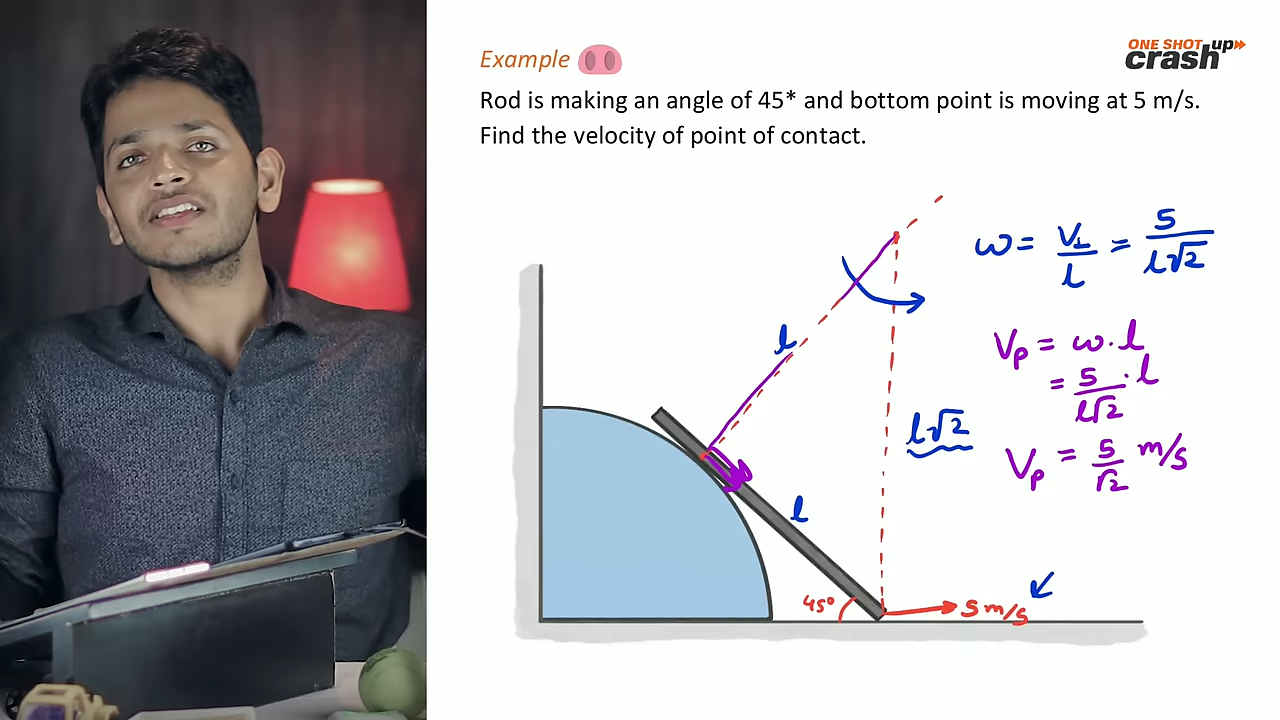 Example
ONE SHOT
crash up
Rod is making an angle of 45* and bottom point is moving at 5 m/s.
Find the velocity of point of contact.
ω = V⊥/l = 5/l√2
l
Vp = ω·l
= 5/l√2 · l
l√2
Vp = 5/√2 m/s
l
45°
5 m/s